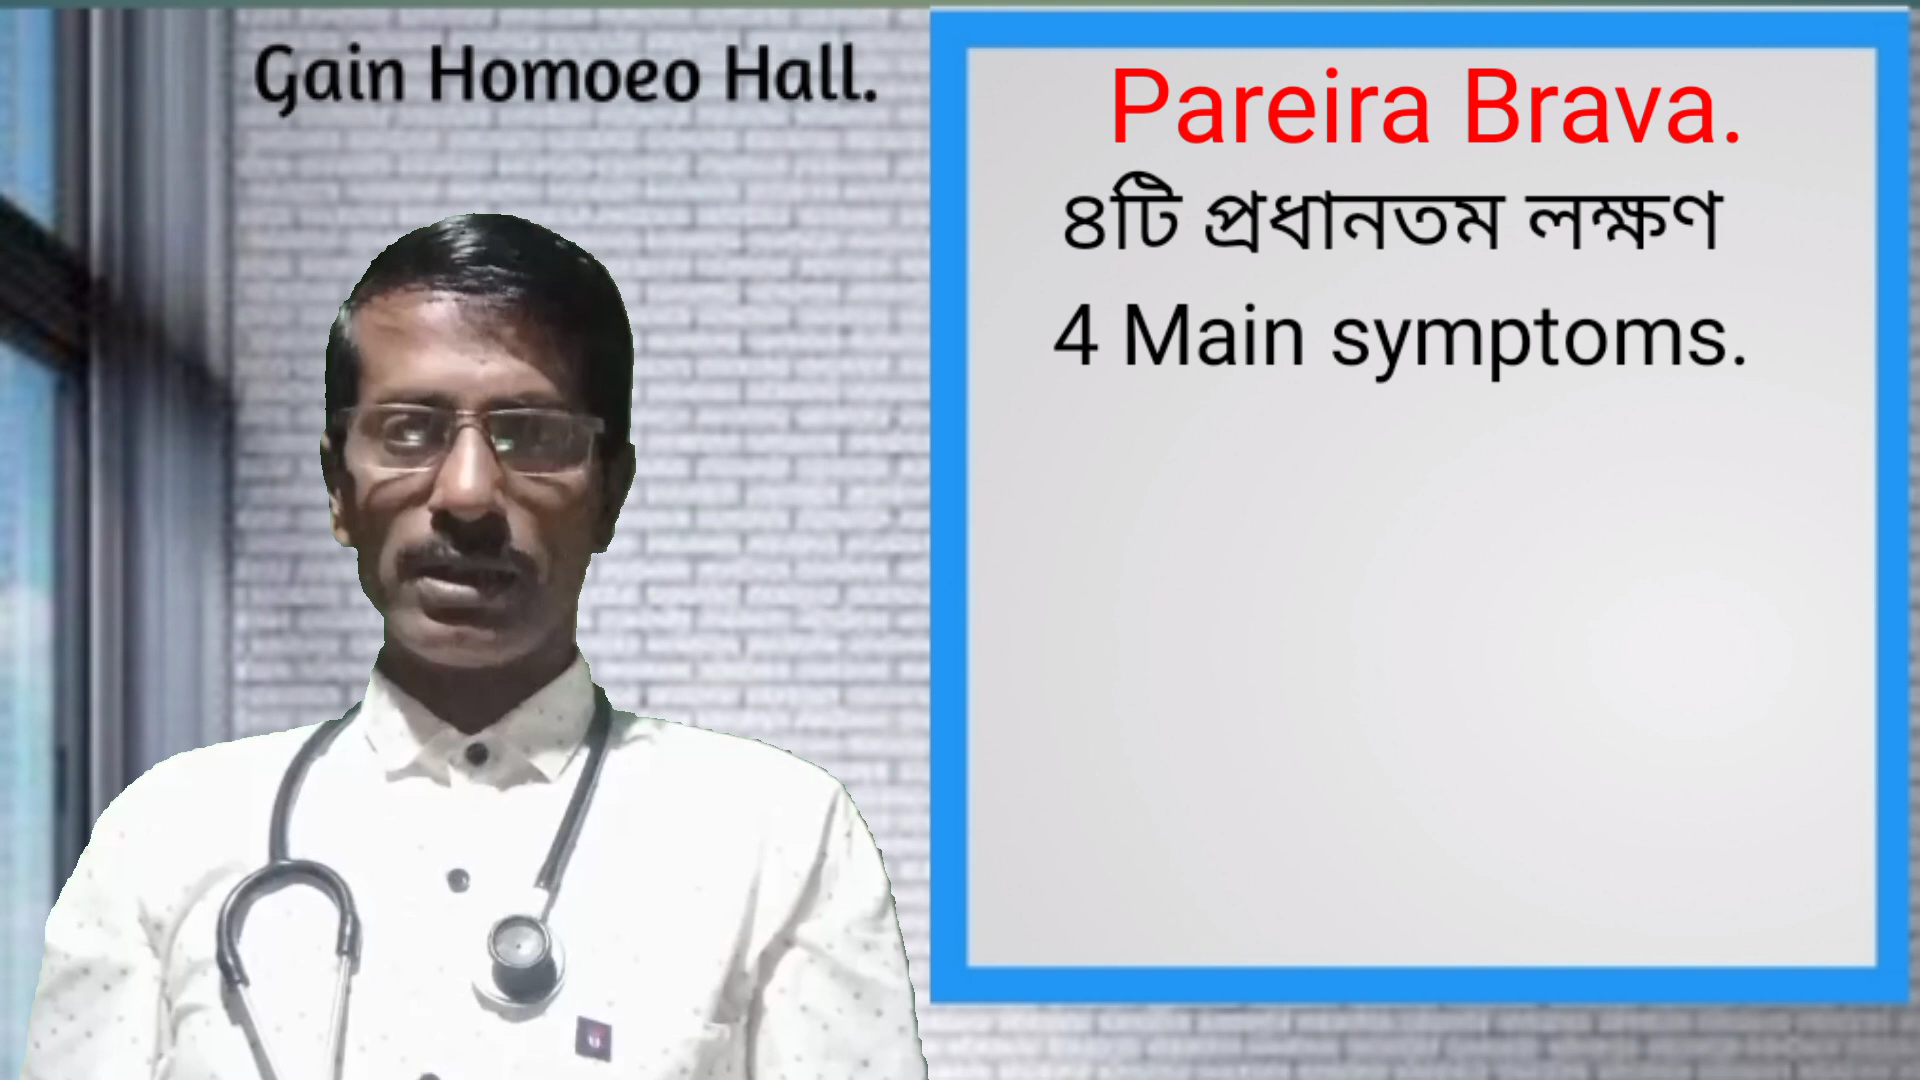 Gain Homoeo Hall.
Pareira Brava.
৪টি প্রধানতম লক্ষণ
4 Main symptoms.